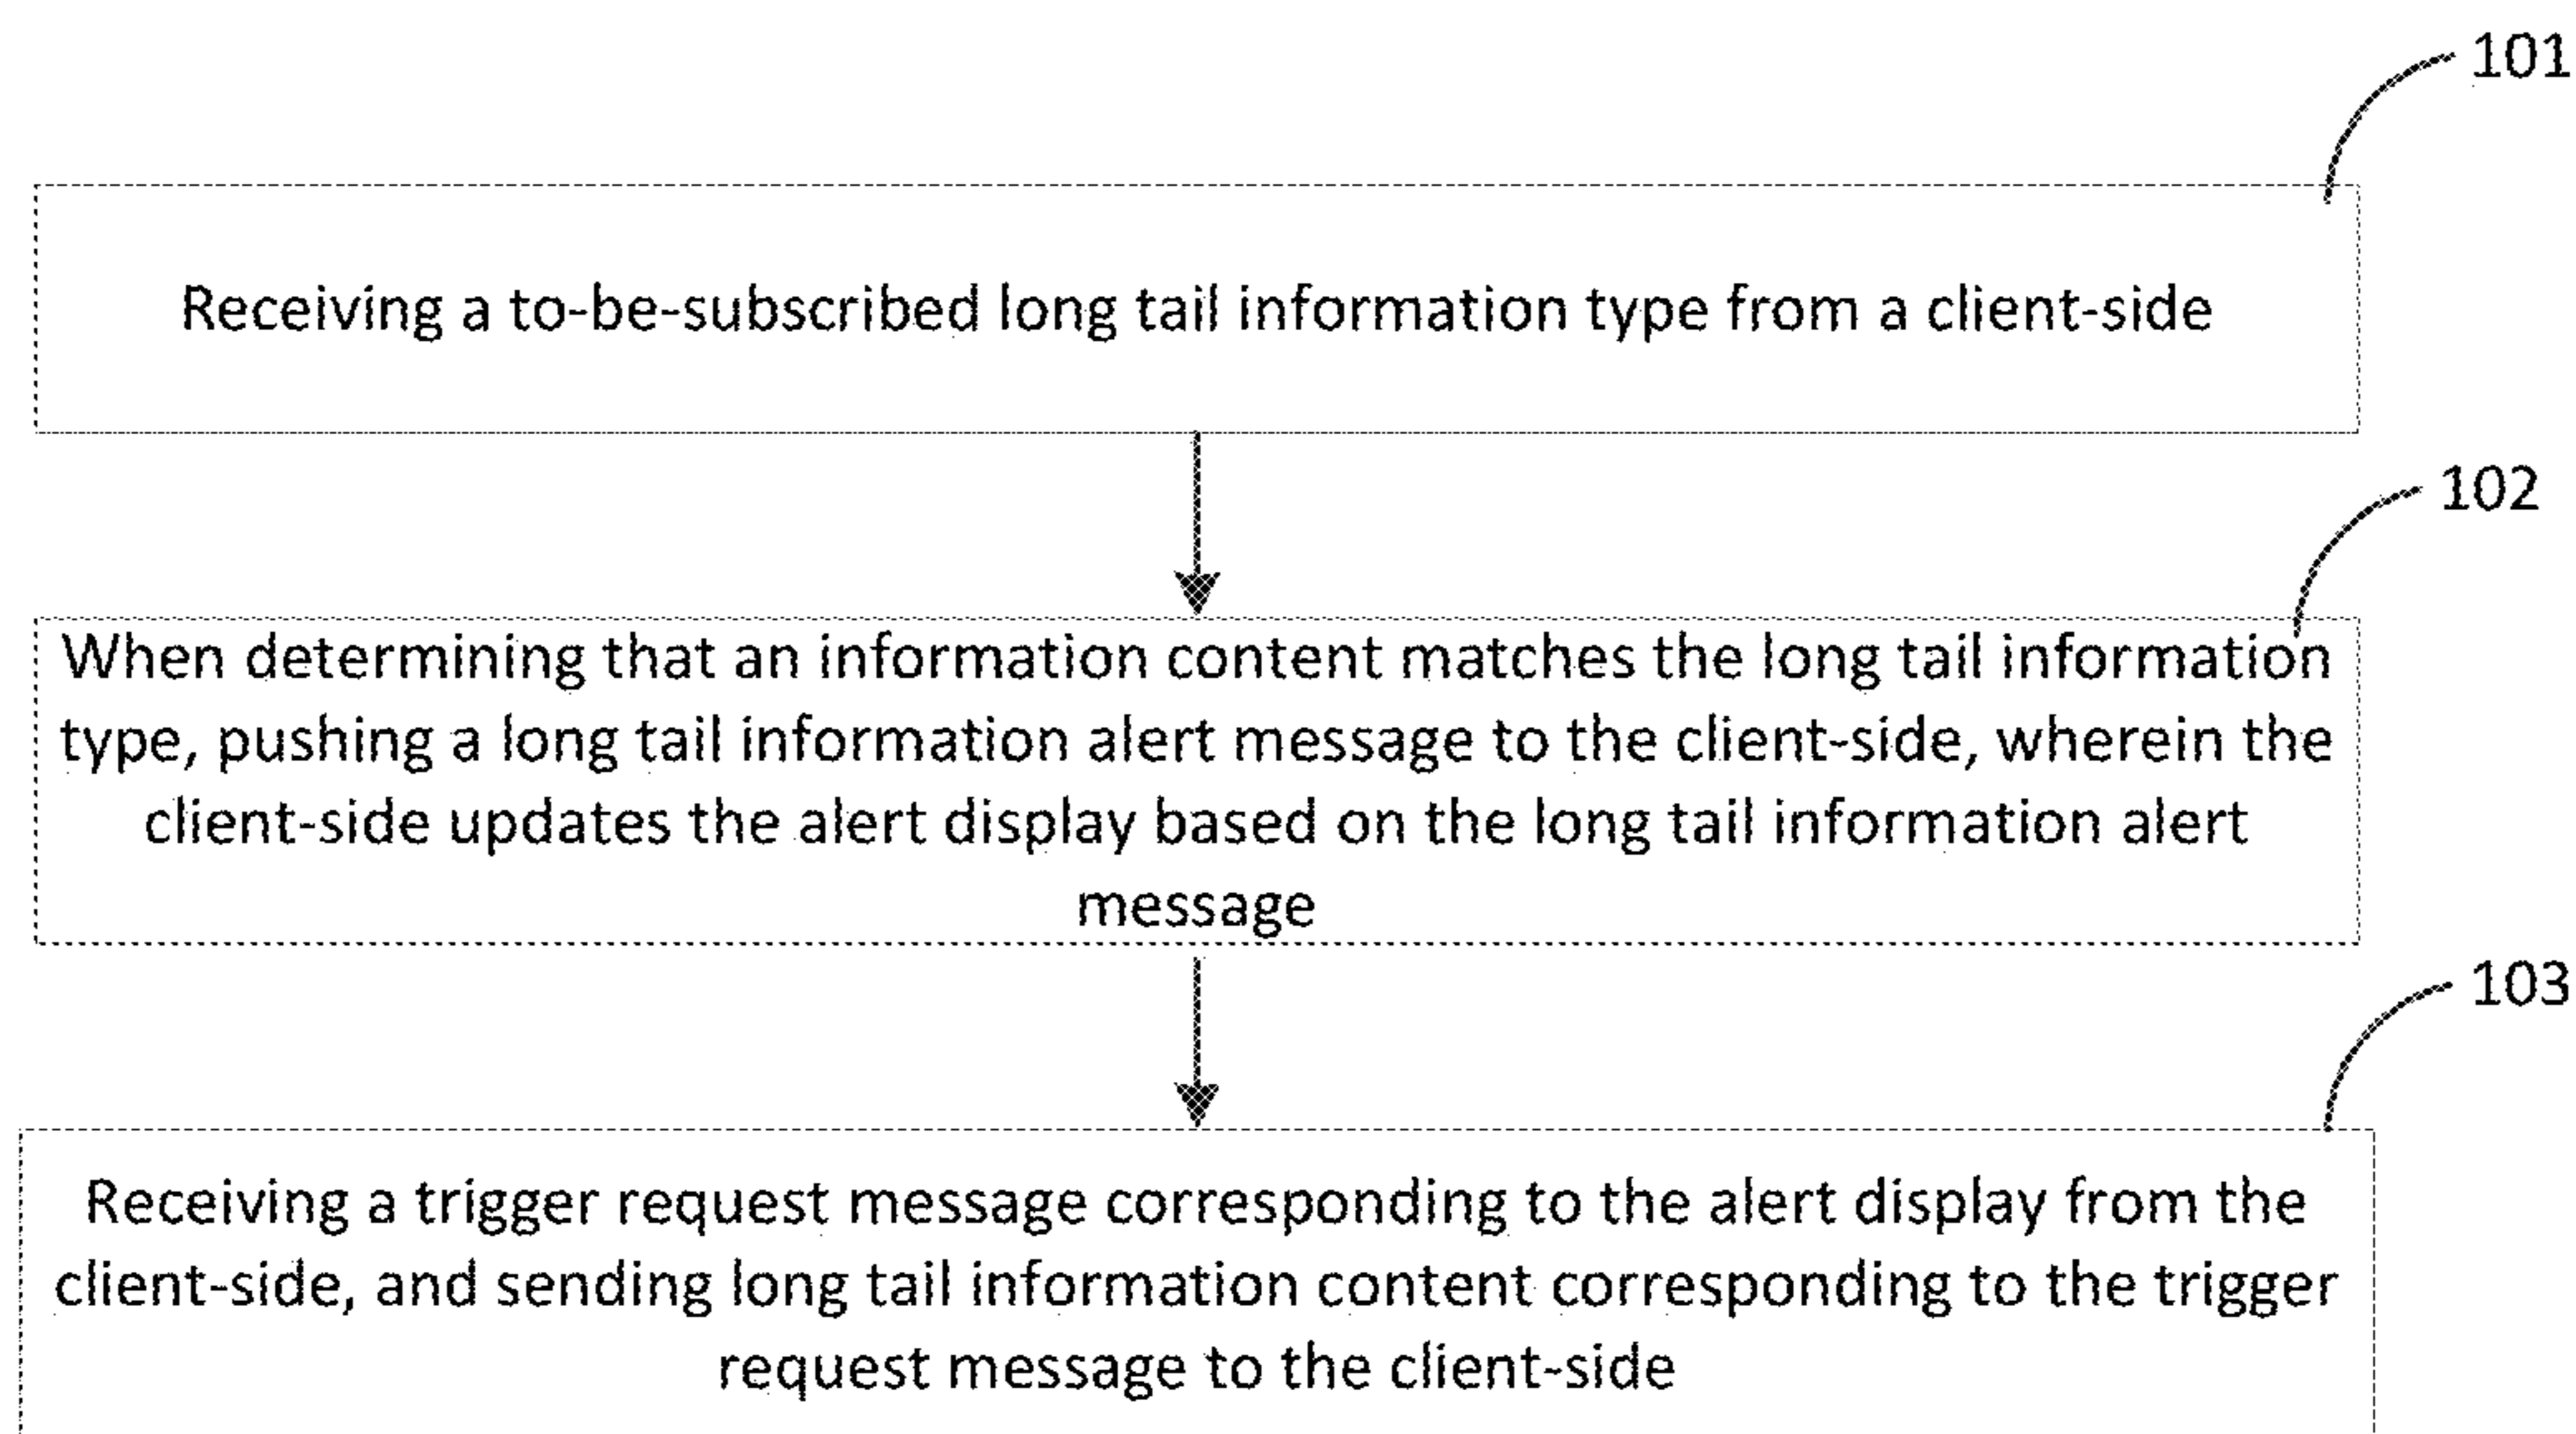 101
Receiving a to-be-subscribed long tail information type from a client-side
102
When determining that an information content matches the long tail information
type, pushing a long tail information alert message to the client-side, wherein the
client-side updates the alert display based on the long tail information alert
message
103
Receiving a trigger request message corresponding to the alert display from the
client-side, and sending long tail information content corresponding to the trigger
request message to the client-side